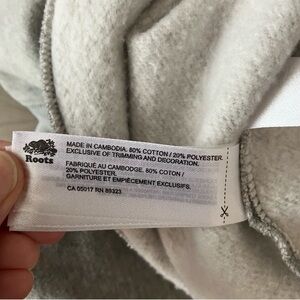 Roots
MADE IN CAMBODIA. 80% COTTON / 20% POLYESTER.
EXCLUSIVE OF TRIMMING AND DECORATION.
FABRIQUÉ AU CAMBODGE. 80% COTON /
20% POLYESTER.
GARNITURE ET EMPIÈCEMENT EXCLUSIFS.
CA 05017 RN 89323